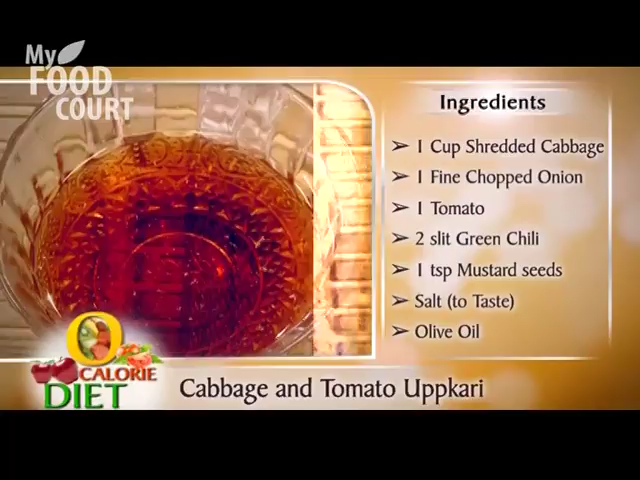 My
FOOD
COURT
Ingredients
➢ 1 Cup Shredded Cabbage
➢ 1 Fine Chopped Onion
➢ 1 Tomato
➢ 2 slit Green Chili
➢ 1 tsp Mustard seeds
➢ Salt (to Taste)
➢ Olive Oil
0
CALORIE
DIET
Cabbage and Tomato Uppkari